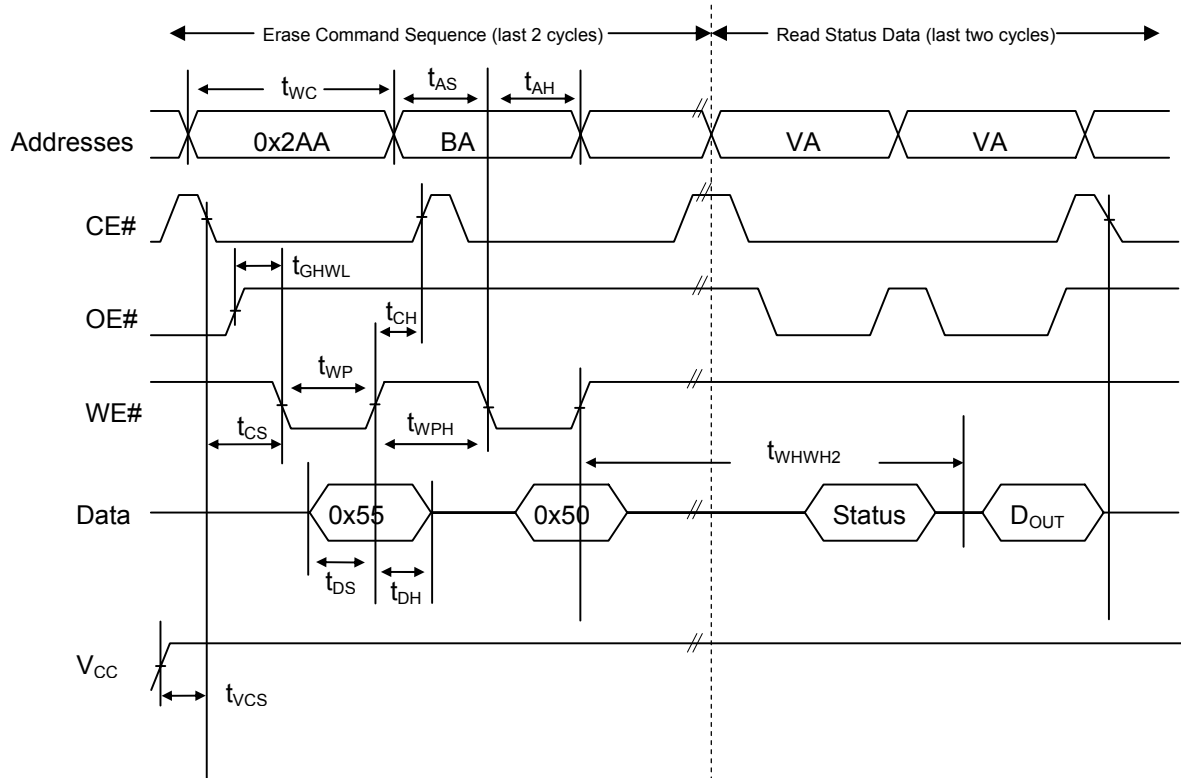 Erase Command Sequence (last 2 cycles) Read Status Data (last two cycles)
tWC tAS tAH
Addresses 0x2AA BA VA VA
CE#
tGHWL
OE#
tCH
tWP
WE#
tCS tWPH
tWHWH2
Data 0x55 0x50 Status DOUT
tDS tDH
VCC
tVCS